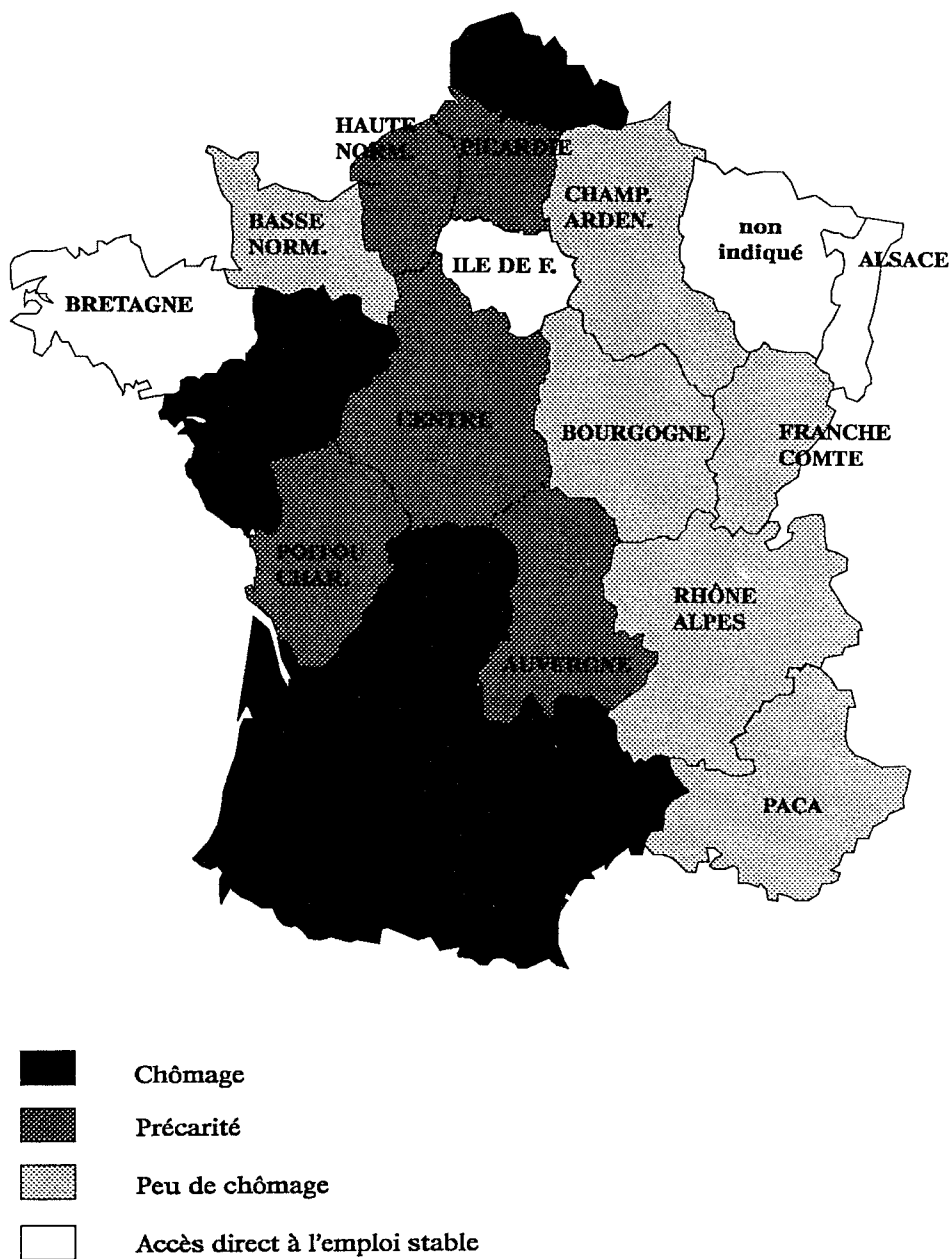 HAUTE
NORM.
PICARDIE
CHAMP.
ARDEN.
BASSE
NORM.
non
indiqué
ILE DE F.
ALSACE
BRETAGNE
CENTRE
BOURGOGNE
FRANCHE
COMTE
POITOU
CHAR.
RHÔNE
ALPES
AUVERGNE
PACA
Chômage
Précarité
Peu de chômage
Accès direct à l'emploi stable